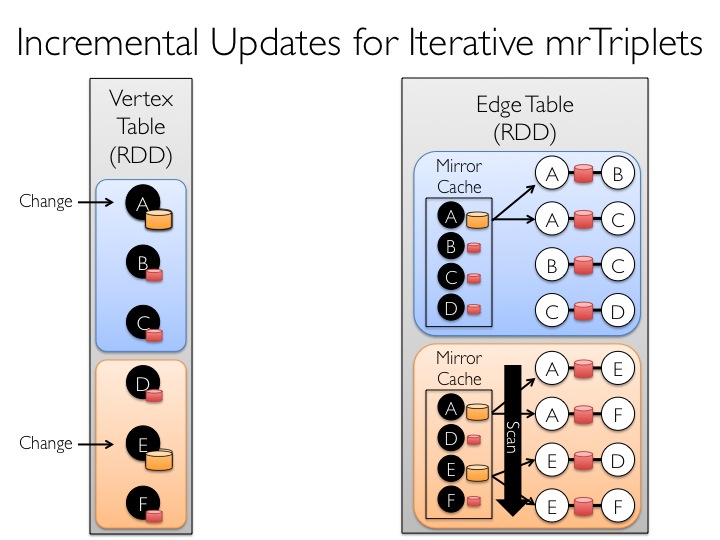 Incremental Updates for Iterative mrTriplets
Vertex
Table
(RDD)
Change
A
B
C
D
Change
E
F
Edge Table
(RDD)
Mirror
Cache
A
B
C
D
A B
A C
B C
C D
Mirror
Cache
A
D
E
F
Scan
A E
A F
E D
E F